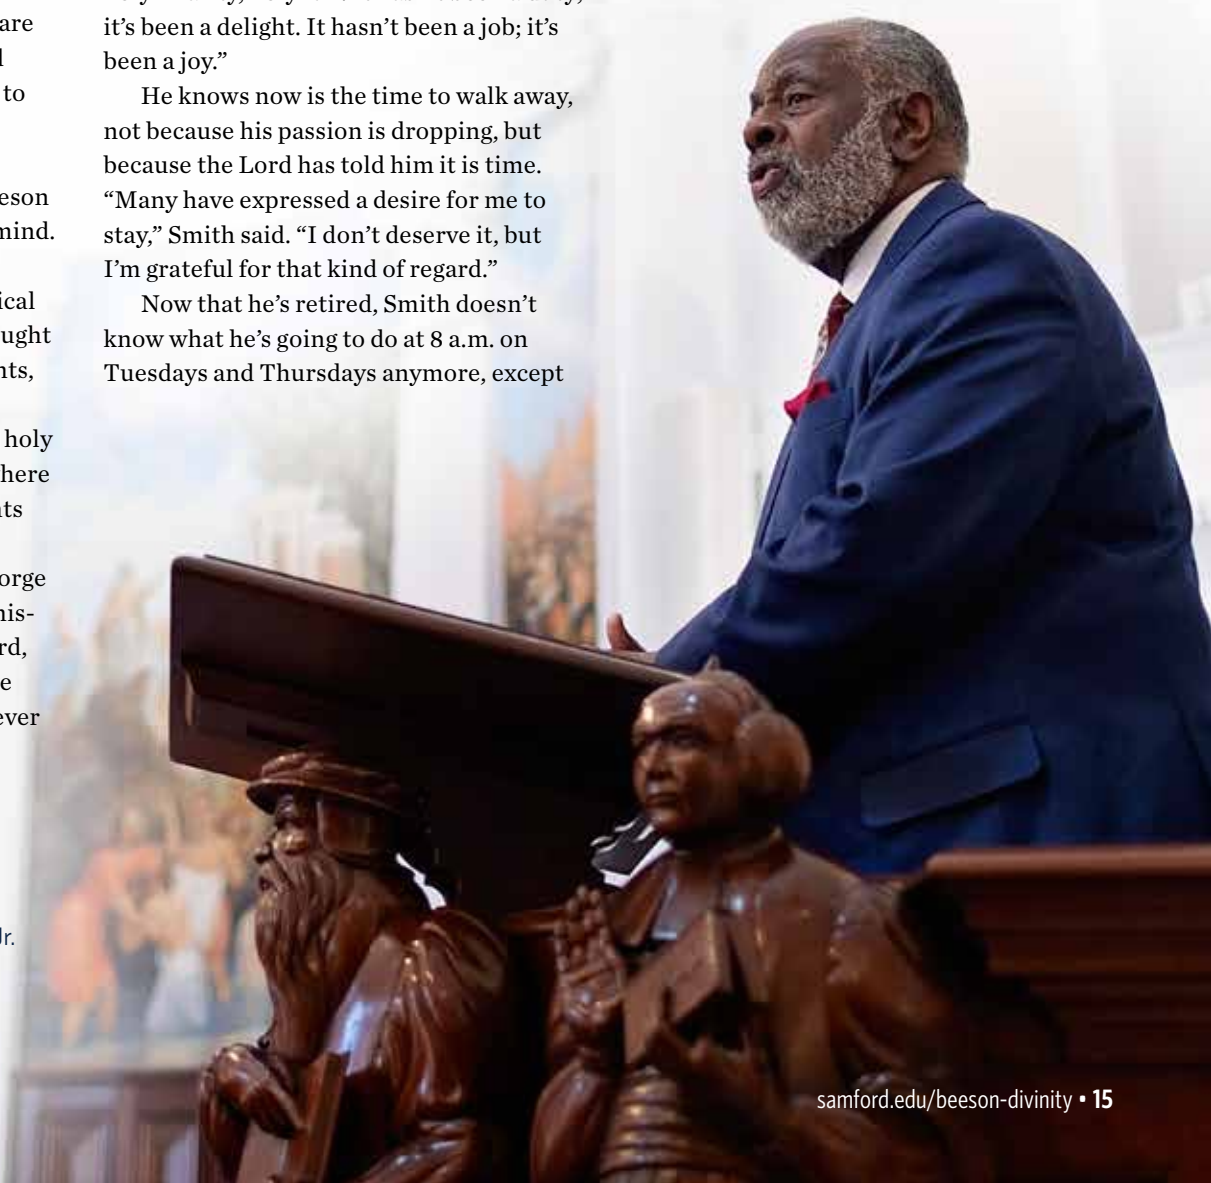 are
to
eeson
mind.
ical
ught
nts,
holy
here
orge
rd,
e
ever
Jr.
it's been a delight. It hasn't been a job; it's
been a joy.”
He knows now is the time to walk away,
not because his passion is dropping, but
because the Lord has told him it is time.
“Many have expressed a desire for me to
stay,” Smith said. “I don't deserve it, but
I'm grateful for that kind of regard.”
Now that he's retired, Smith doesn't
know what he's going to do at 8 a.m. on
Tuesdays and Thursdays anymore, except
samford.edu/beeson-divinity • 15